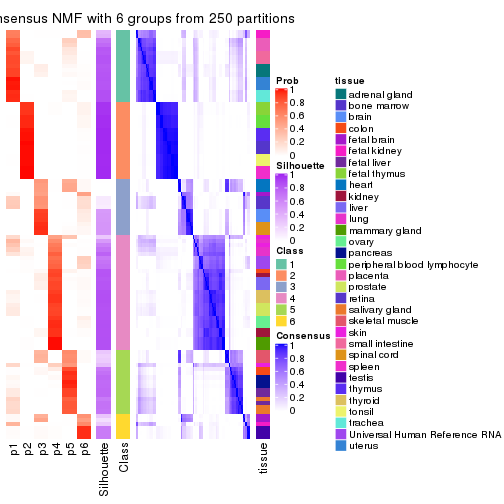 nsensus NMF with 6 groups from 250 partitions
p1
p2
p3
p4
p5
p6
Silhouette
Class
tissue
Prob
1
0.8
0.6
0.4
0.2
0
Silhouette
1
0.8
0.6
0.4
0.2
0
Class
1
2
3
4
5
6
Consensus
1
0.8
0.6
0.4
0.2
0
tissue
adrenal gland
bone marrow
brain
colon
fetal brain
fetal kidney
fetal liver
fetal thymus
heart
kidney
liver
lung
mammary gland
ovary
pancreas
peripheral blood lymphocyte
placenta
prostate
retina
salivary gland
skeletal muscle
skin
small intestine
spinal cord
spleen
testis
thymus
thyroid
tonsil
trachea
Universal Human Reference RNA
uterus